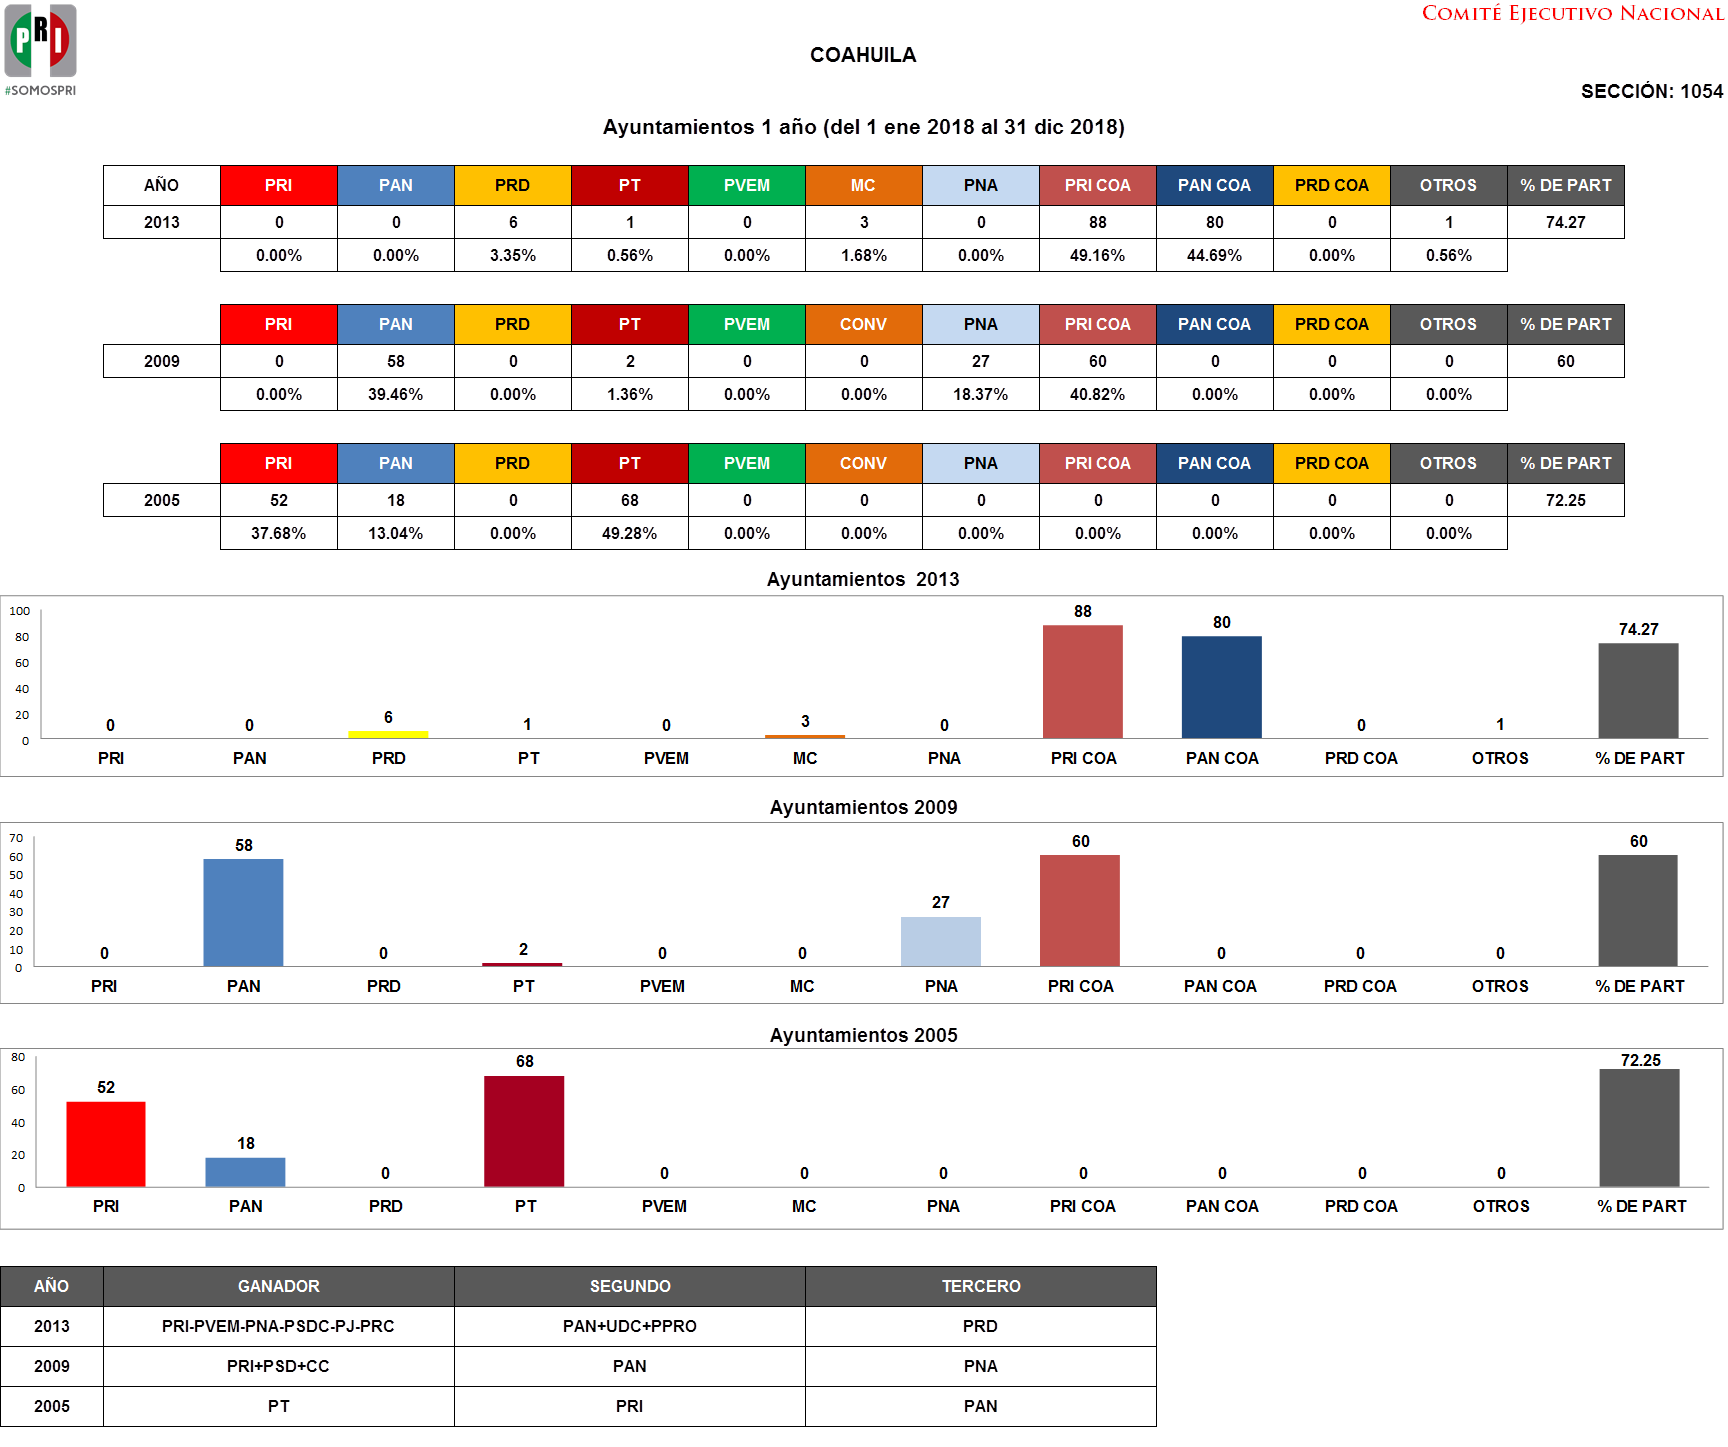 PRI
#SOMOSPRI
COMITÉ EJECUTIVO NACIONAL
COAHUILA
SECCIÓN: 1054
Ayuntamientos 1 año (del 1 ene 2018 al 31 dic 2018)
AÑO PRI PAN PRD PT PVEM MC PNA PRI COA PAN COA PRD COA OTROS % DE PART
2013 0 0 6 1 0 3 0 88 80 0 1 74.27
0.00% 0.00% 3.35% 0.56% 0.00% 1.68% 0.00% 49.16% 44.69% 0.00% 0.56%
PRI PAN PRD PT PVEM CONV PNA PRI COA PAN COA PRD COA OTROS % DE PART
2009 0 58 0 2 0 0 27 60 0 0 0 60
0.00% 39.46% 0.00% 1.36% 0.00% 0.00% 18.37% 40.82% 0.00% 0.00% 0.00%
PRI PAN PRD PT PVEM CONV PNA PRI COA PAN COA PRD COA OTROS % DE PART
2005 52 18 0 68 0 0 0 0 0 0 0 72.25
37.68% 13.04% 0.00% 49.28% 0.00% 0.00% 0.00% 0.00% 0.00% 0.00% 0.00%
Ayuntamientos 2013
100
80
60
40
20
0
0 0 6 1 0 3 0 88 80 0 1 74.27
PRI PAN PRD PT PVEM MC PNA PRI COA PAN COA PRD COA OTROS % DE PART
Ayuntamientos 2009
70
60
50
40
30
20
10
0
0 58 0 2 0 0 27 60 0 0 0 60
PRI PAN PRD PT PVEM MC PNA PRI COA PAN COA PRD COA OTROS % DE PART
Ayuntamientos 2005
80
60
40
20
0
52 18 0 68 0 0 0 0 0 0 0 72.25
PRI PAN PRD PT PVEM MC PNA PRI COA PAN COA PRD COA OTROS % DE PART
AÑO GANADOR SEGUNDO TERCERO
2013 PRI-PVEM-PNA-PSDC-PJ-PRC PAN+UDC+PPRO PRD
2009 PRI+PSD+CC PAN PNA
2005 PT PRI PAN